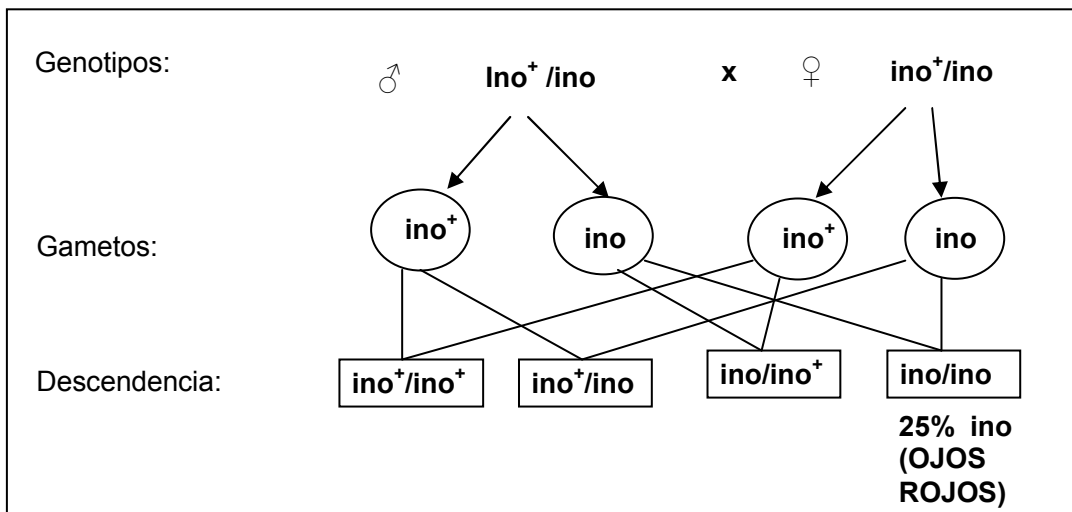 Genotipos: ♂ Ino⁺ /ino x ♀ ino⁺/ino
Gametos: ino⁺ ino ino⁺ ino
Descendencia: ino⁺/ino⁺ ino⁺/ino ino/ino⁺ ino/ino
25% ino
(OJOS
ROJOS)